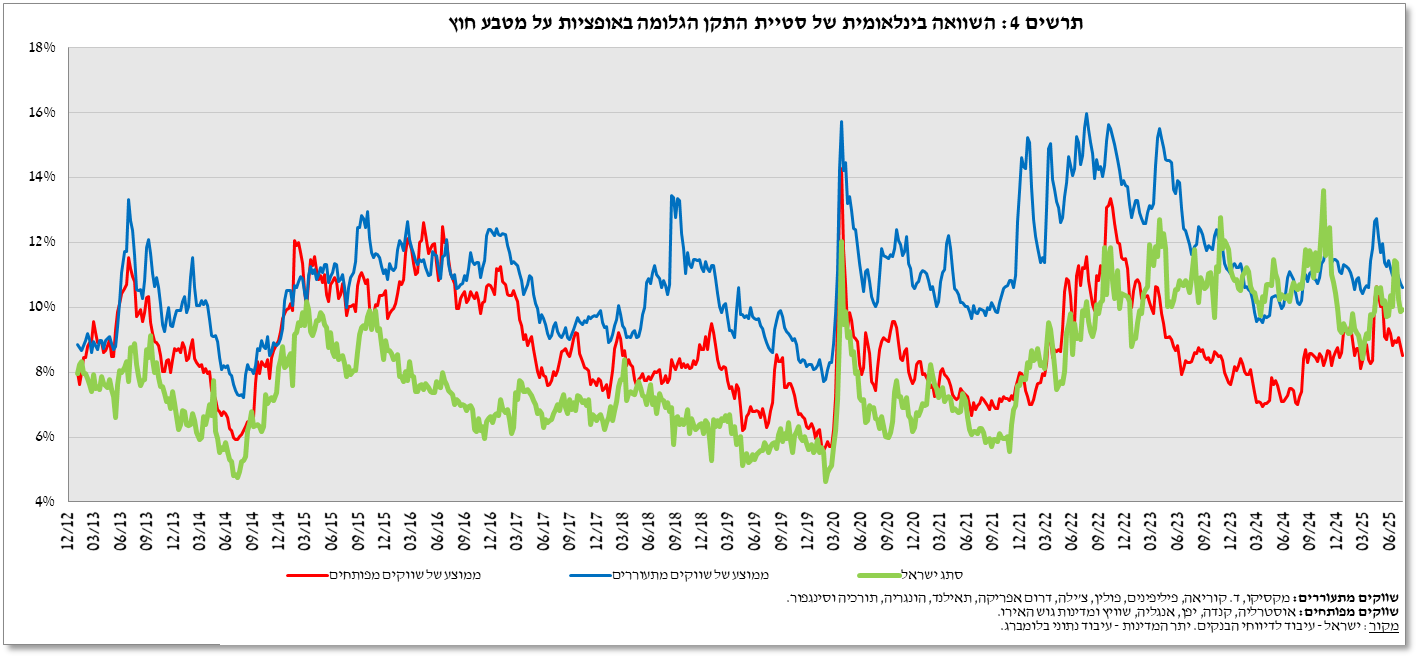 תרשים 4: השוואה בינלאומית של סטיית התקן הגלומה באופציות על מטבע חוץ
18%
16%
14%
12%
10%
8%
6%
4%
12/12 03/13 06/13 09/13 12/13 03/14 06/14 09/14 12/14 03/15 06/15 09/15 12/15 03/16 06/16 09/16 12/16 03/17 06/17 09/17 12/17 03/18 06/18 09/18 12/18 03/19 06/19 09/19 12/19 03/20 06/20 09/20 12/20 03/21 06/21 09/21 12/21 03/22 06/22 09/22 12/22 03/23 06/23 09/23 12/23 03/24 06/24 09/24 12/24 03/25 06/25
סתג ישראל ממוצע של שווקים מתעוררים ממוצע של שווקים מפותחים
שווקים מתעוררים: מקסיקו, ד. קוריאה, פיליפינים, פולין, צ'ילה, דרום אפריקה, תאילנד, הונגריה, תורכיה וסינגפור.
שווקים מפותחים: אוסטרליה, קנדה, יפן, אנגליה, שוויץ ומדינות גוש האירו.
מקור : ישראל - עיבוד לדיווחי הבנקים. יתר המדינות - עיבוד נתוני בלומברג.